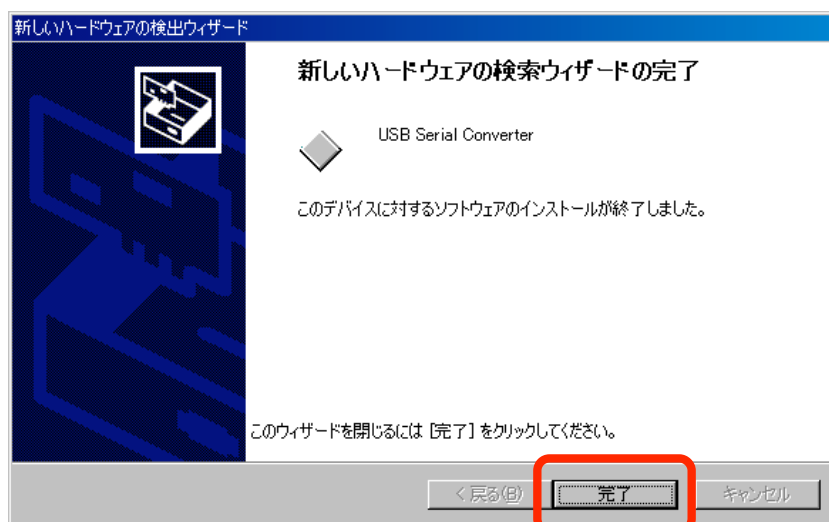 新しいハードウェアの検出ウィザード
新しいハードウェアの検索ウィザードの完了
USB Serial Converter
このデバイスに対するソフトウェアのインストールが終了しました。
このウィザードを閉じるには [完了] をクリックしてください。
< 戻る(B) 完了 キャンセル